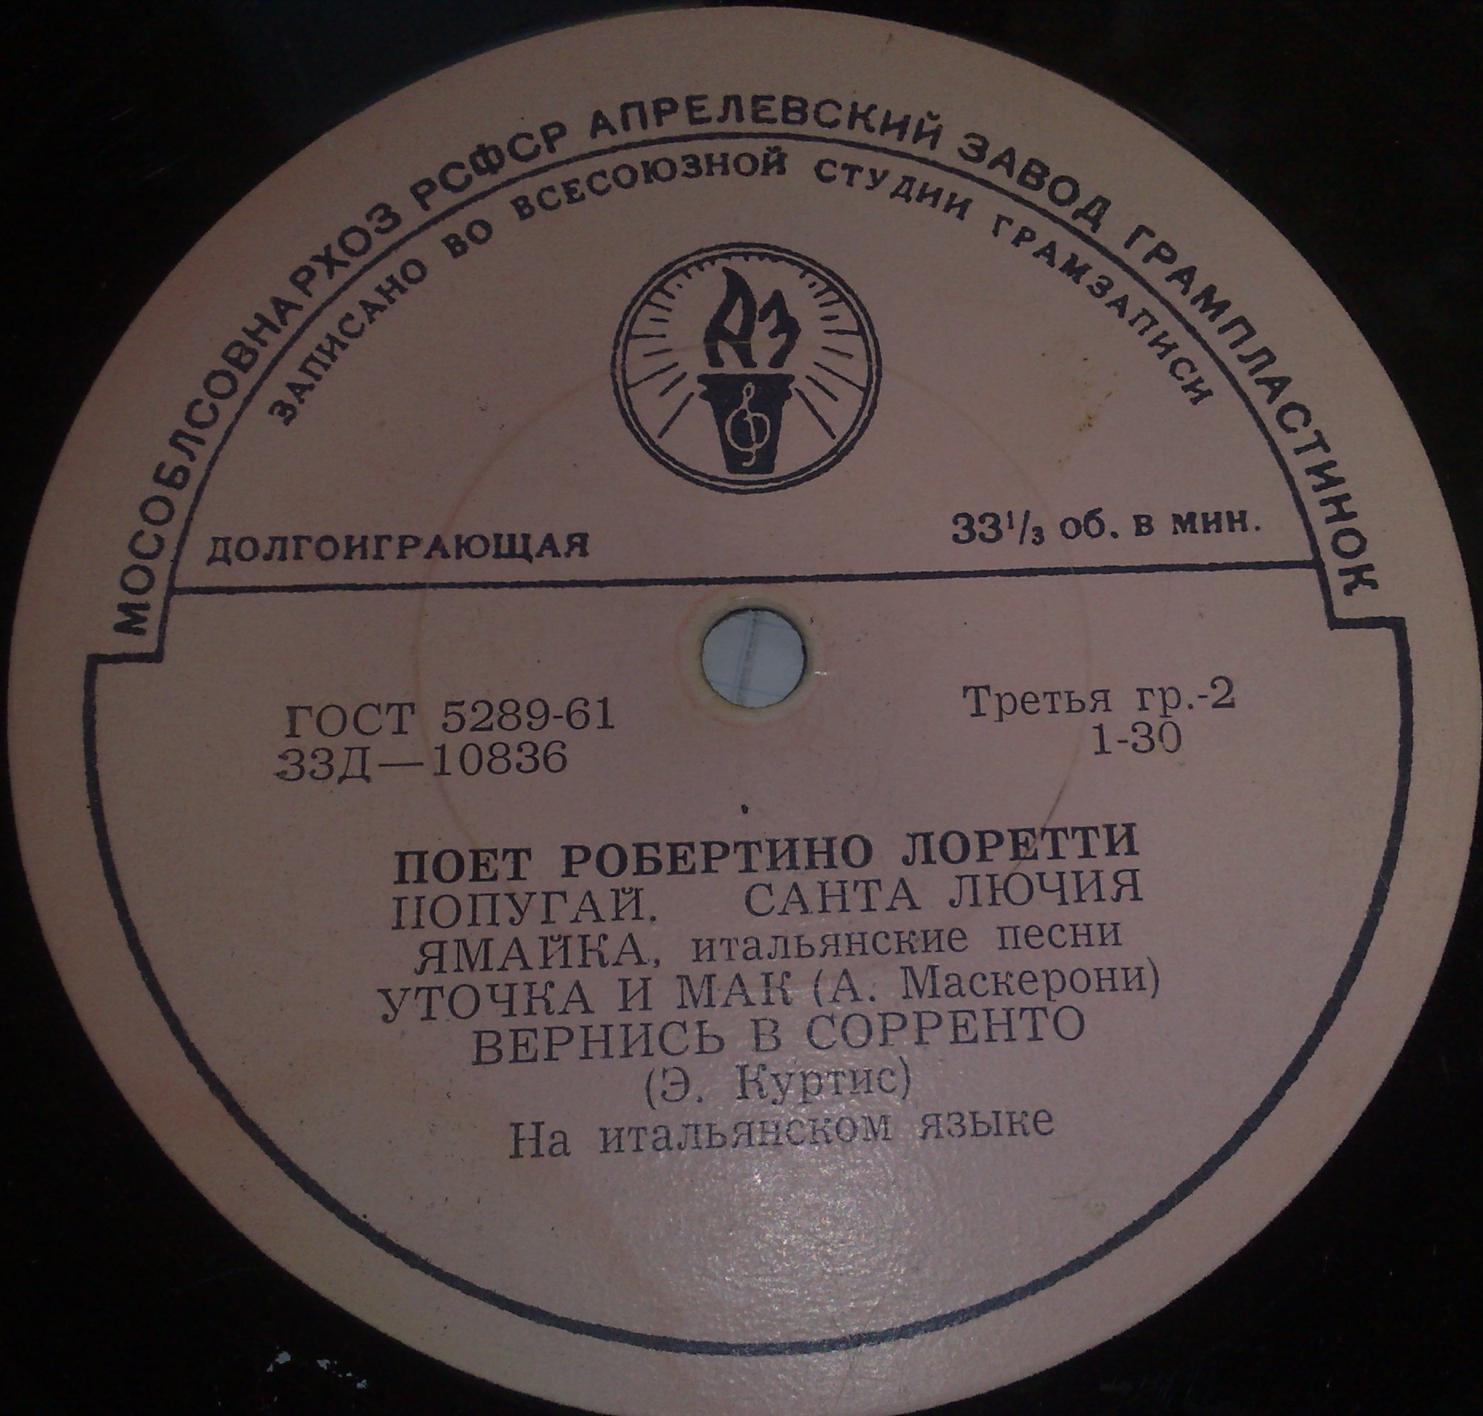 МОСОБЛСОВНАРХОЗ РСФСР АПРЕЛЕВСКИЙ ЗАВОД ГРАМПЛАСТИНОК
ЗАПИСАНО ВО ВСЕСОЮЗНОЙ СТУДИИ ГРАМЗАПИСИ
АЗ
ДОЛГОИГРАЮЩАЯ
33⅓ об. в мин.
ГОСТ 5289-61
33Д—10836
Третья гр.-2
1-30
ПОЕТ РОБЕРТИНО ЛОРЕТТИ
ПОПУГАЙ. САНТА ЛЮЧИЯ
ЯМАЙКА, итальянские песни
УТОЧКА И МАК (А. Маскерони)
ВЕРНИСЬ В СОРРЕНТО
(Э. Куртис)
На итальянском языке